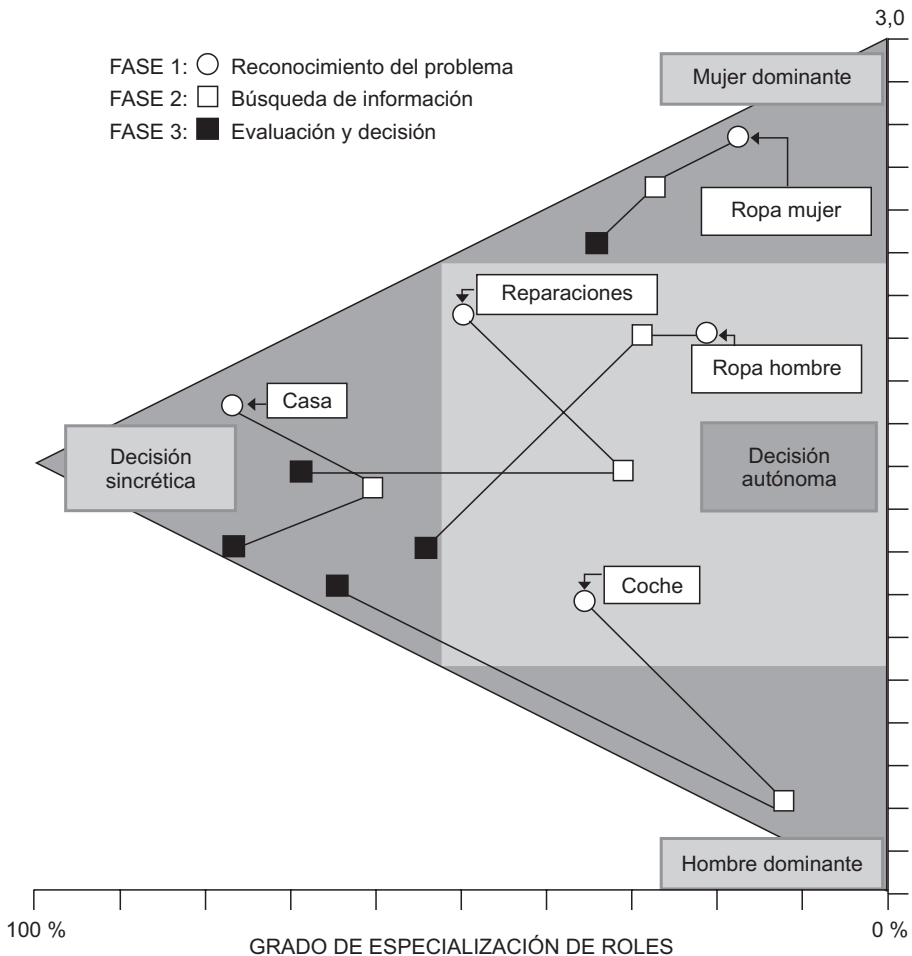 3,0
FASE 1: Reconocimiento del problema
FASE 2: Búsqueda de información
FASE 3: Evaluación y decisión
Mujer dominante
Ropa mujer
Reparaciones
Ropa hombre
Casa
Decisión
sincrética
Decisión
autónoma
Coche
Hombre dominante
100 %
0 %
GRADO DE ESPECIALIZACIÓN DE ROLES